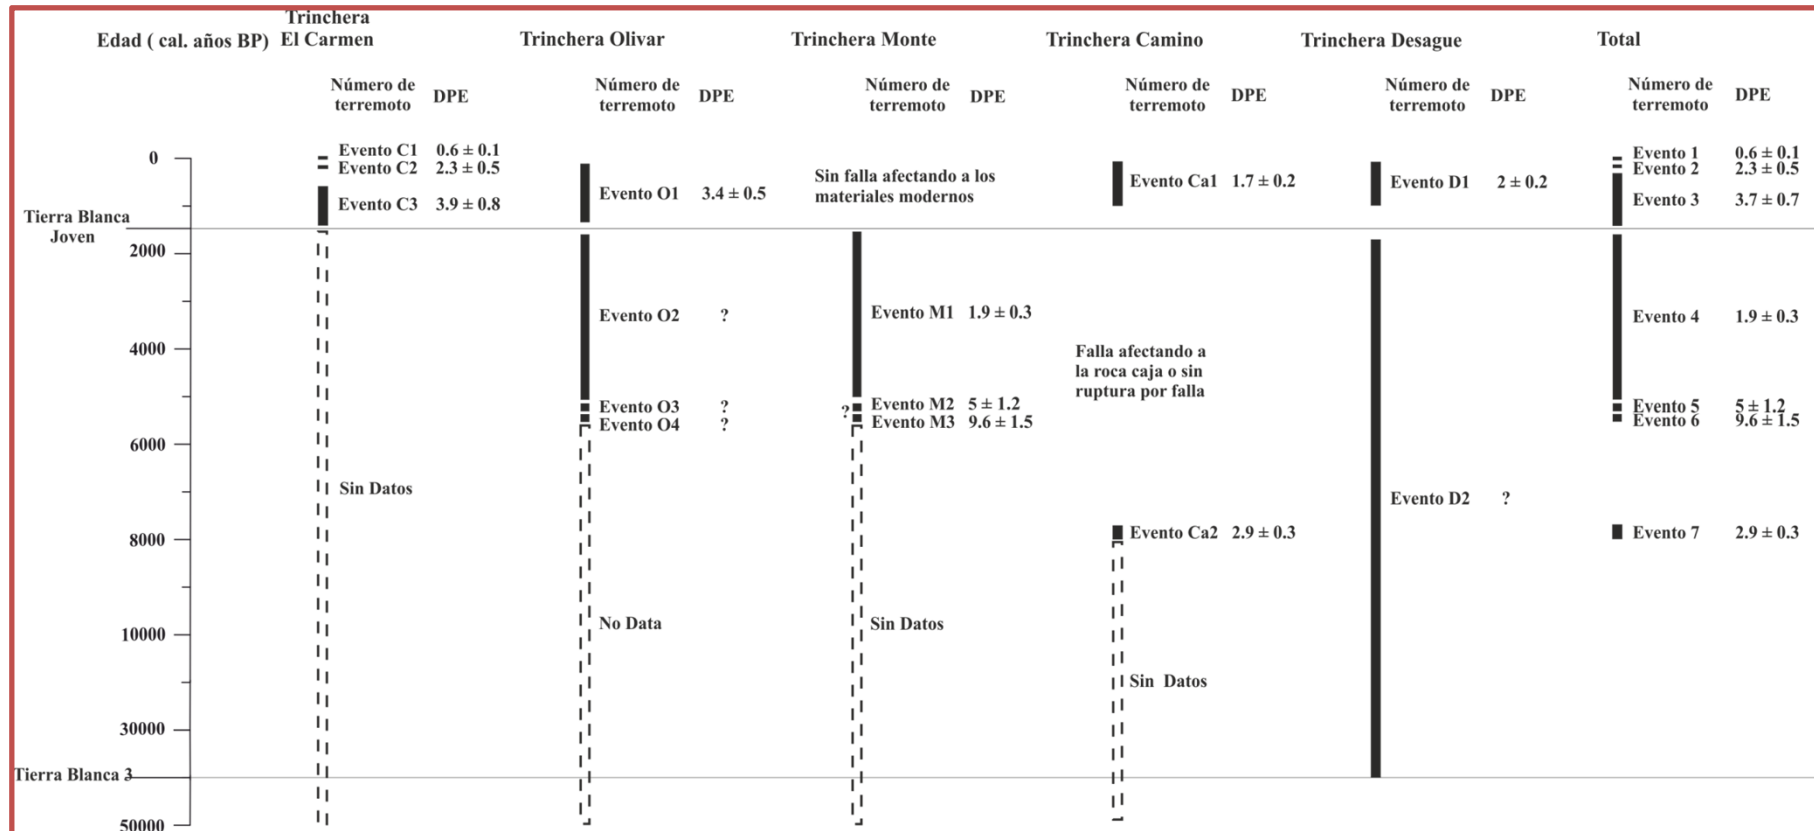 Trinchera
Edad ( cal. años BP) El Carmen Trinchera Olivar Trinchera Monte Trinchera Camino Trinchera Desague Total
Número de terremoto DPE
Número de terremoto DPE
Número de terremoto DPE
Número de terremoto DPE
Número de terremoto DPE
Número de terremoto DPE
0
Tierra Blanca
Joven
2000
4000
6000
8000
10000
30000
Tierra Blanca 3
50000
Evento C1 0.6 ± 0.1
Evento C2 2.3 ± 0.5
Evento C3 3.9 ± 0.8
Sin Datos
Evento O1 3.4 ± 0.5
Evento O2 ?
Evento O3 ?
Evento O4 ?
No Data
Sin falla afectando a los
materiales modernos
Evento M1 1.9 ± 0.3
Evento M2 5 ± 1.2
?
Evento M3 9.6 ± 1.5
Sin Datos
Evento Ca1 1.7 ± 0.2
Falla afectando a
la roca caja o sin
ruptura por falla
Evento Ca2 2.9 ± 0.3
Sin Datos
Evento D1 2 ± 0.2
Evento D2 ?
Evento 1 0.6 ± 0.1
Evento 2 2.3 ± 0.5
Evento 3 3.7 ± 0.7
Evento 4 1.9 ± 0.3
Evento 5 5 ± 1.2
Evento 6 9.6 ± 1.5
Evento 7 2.9 ± 0.3